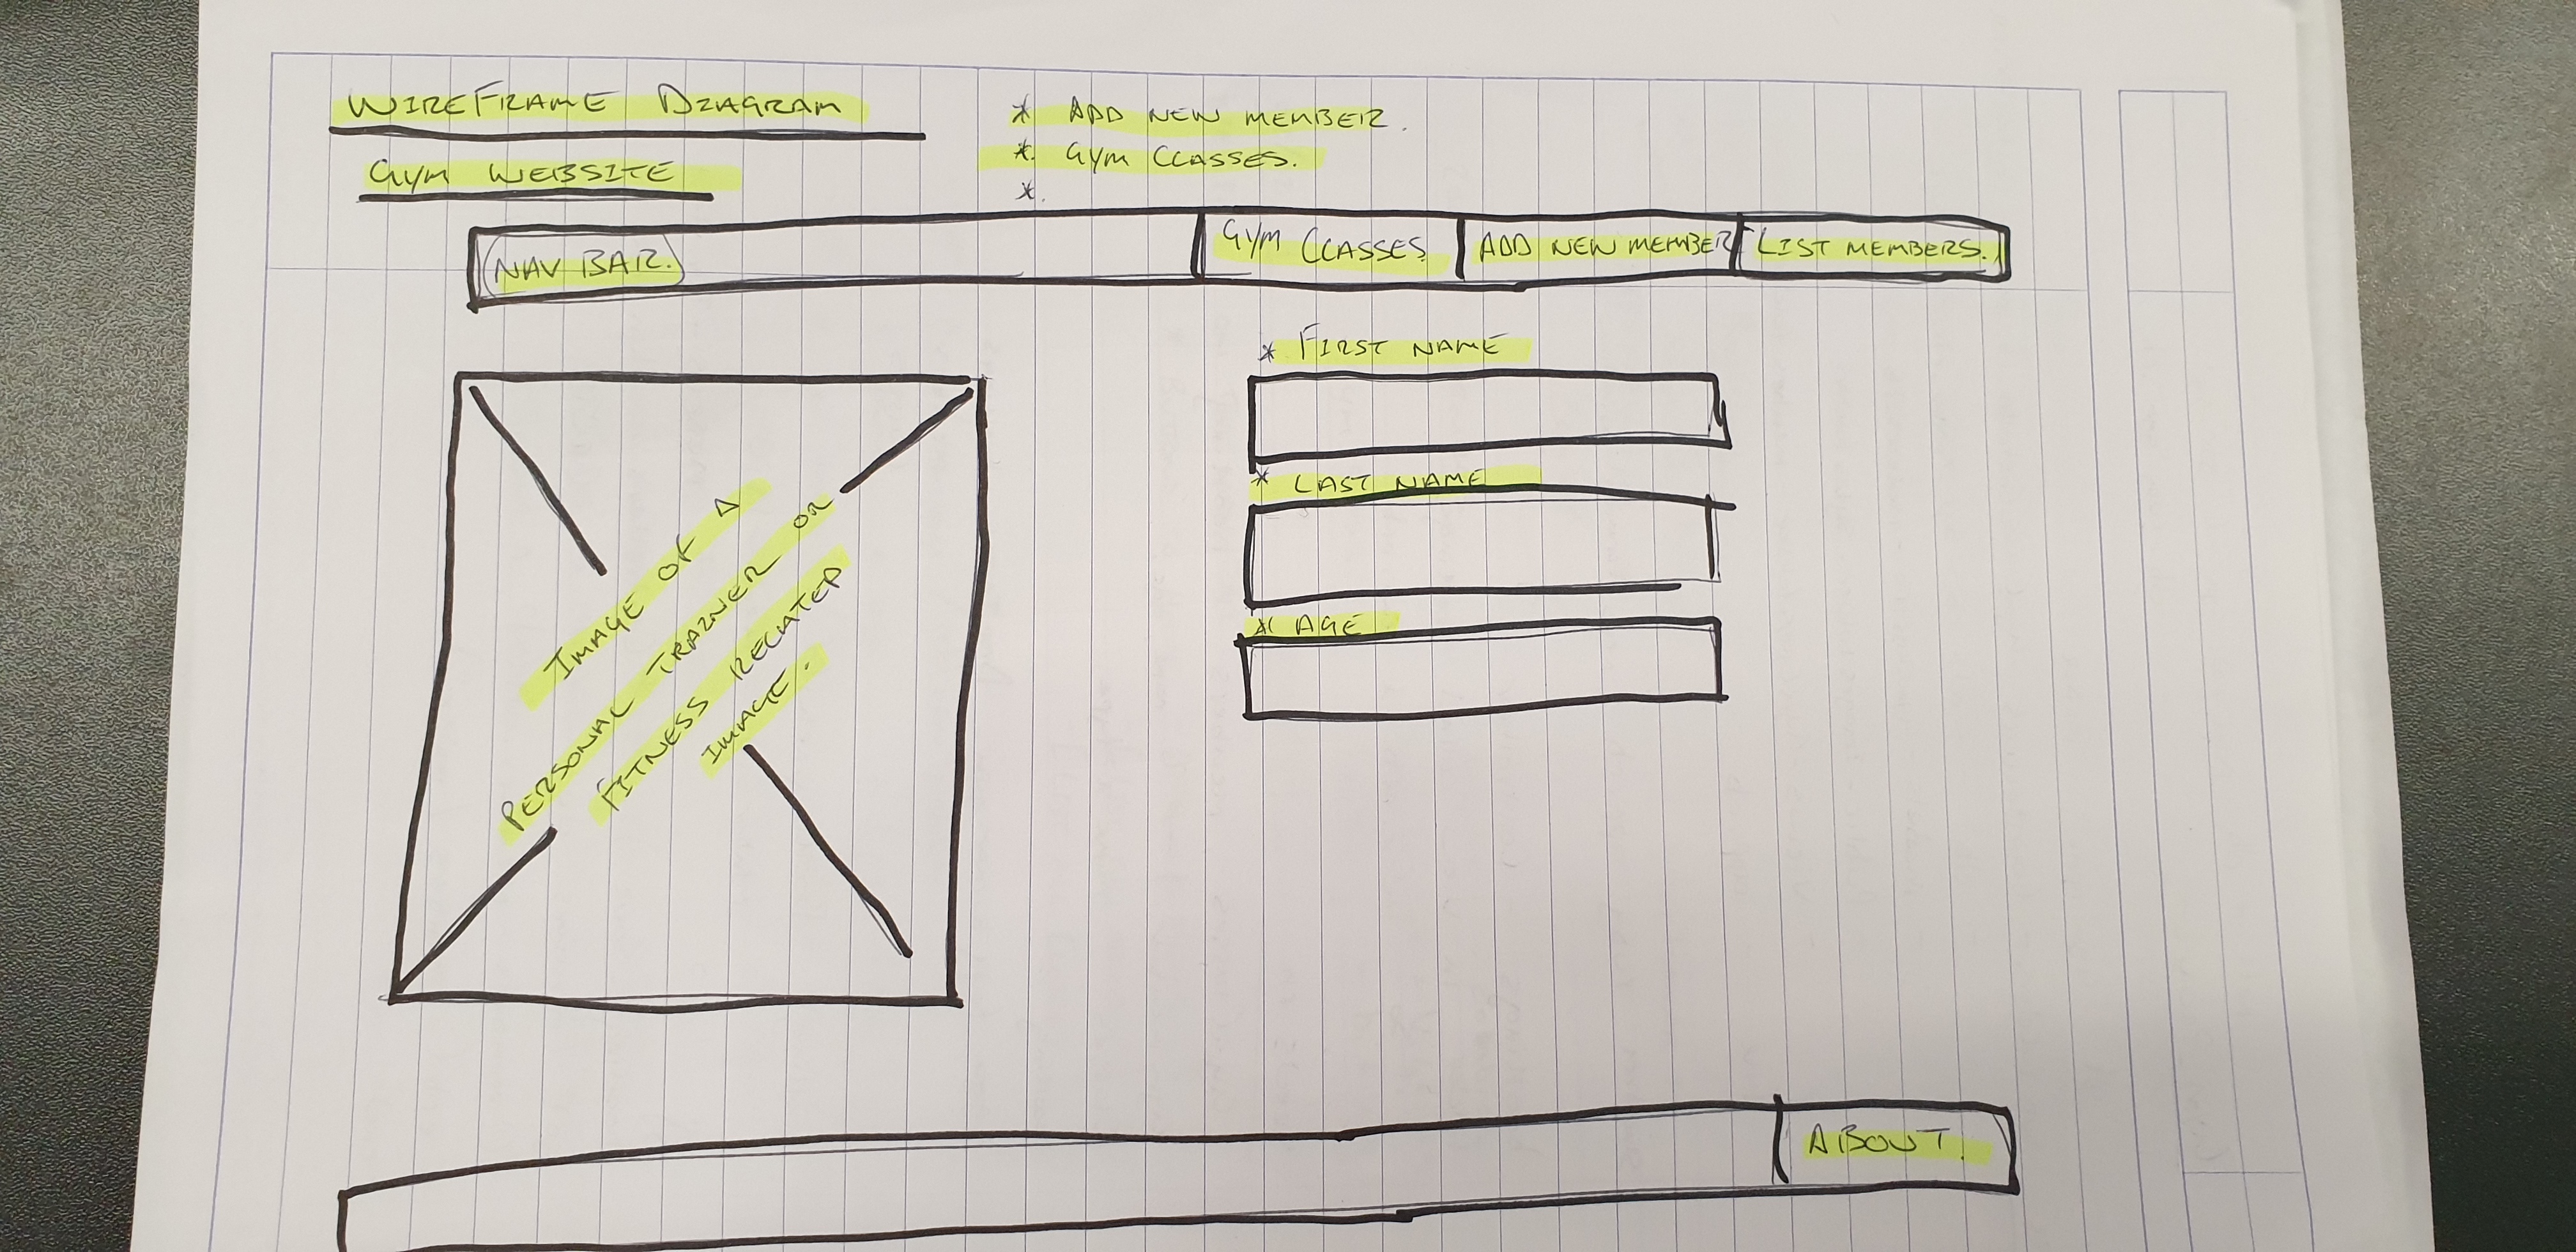 WIREFRAME DIAGRAM
GYM WEBSITE
* ADD NEW MEMBER.
*. GYM CLASSES.
*.
NAV BAR.
GYM CLASSES
ADD NEW MEMBER
LIST MEMBERS.
* FIRST NAME
* LAST NAME
* AGE
IMAGE OF A
PERSONAL TRAINER OR
FITNESS RELATED
IMAGE.
ABOUT.